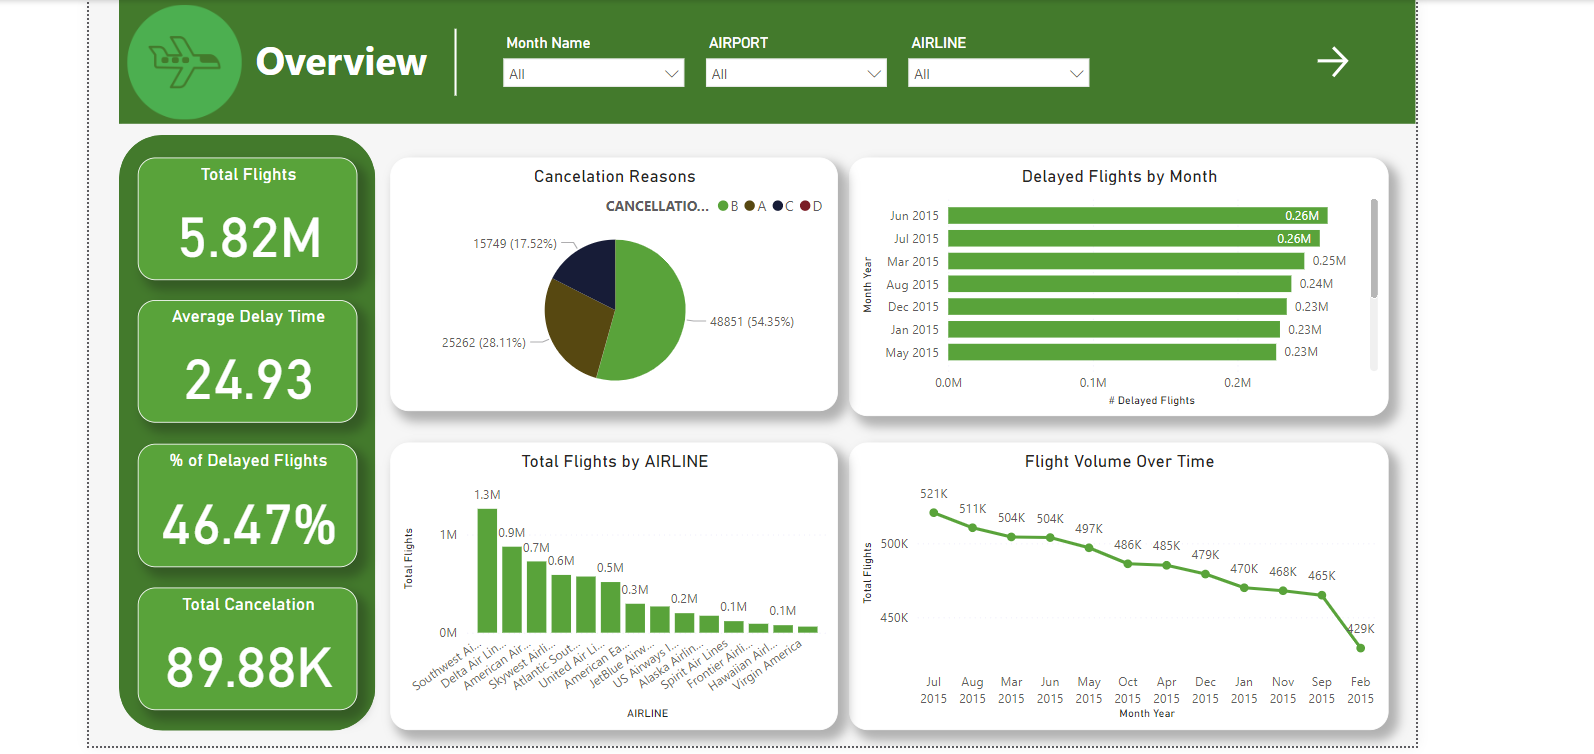 Overview
Month Name
All
AIRPORT
All
AIRLINE
All
Total Flights
5.82M
Average Delay Time
24.93
% of Delayed Flights
46.47%
Total Cancelation
89.88K
Cancelation Reasons
CANCELLATIO... B A C D
15749 (17.52%)
48851 (54.35%)
25262 (28.11%)
Delayed Flights by Month
Month Year
Jun 2015 0.26M
Jul 2015 0.26M
Mar 2015 0.25M
Aug 2015 0.24M
Dec 2015 0.23M
Jan 2015 0.23M
May 2015 0.23M
0.0M 0.1M 0.2M
# Delayed Flights
Total Flights by AIRLINE
Total Flights
1M
0M
1.3M
0.9M
0.7M
0.6M
0.5M
0.3M
0.2M
0.1M
0.1M
Southwest Ai...
Delta Air Lin...
American Air...
Skywest Airli...
Atlantic Sout...
United Air Li...
American Ea...
JetBlue Airw...
US Airways I...
Alaska Airlin...
Spirit Air Lines
Frontier Airli...
Hawaiian Airl...
Virgin America
AIRLINE
Flight Volume Over Time
Total Flights
500K
450K
521K
511K
504K
504K
497K
486K
485K
479K
470K
468K
465K
429K
Jul Aug Mar Jun May Oct Apr Dec Jan Nov Sep Feb
2015 2015 2015 2015 2015 2015 2015 2015 2015 2015 2015 2015
Month Year